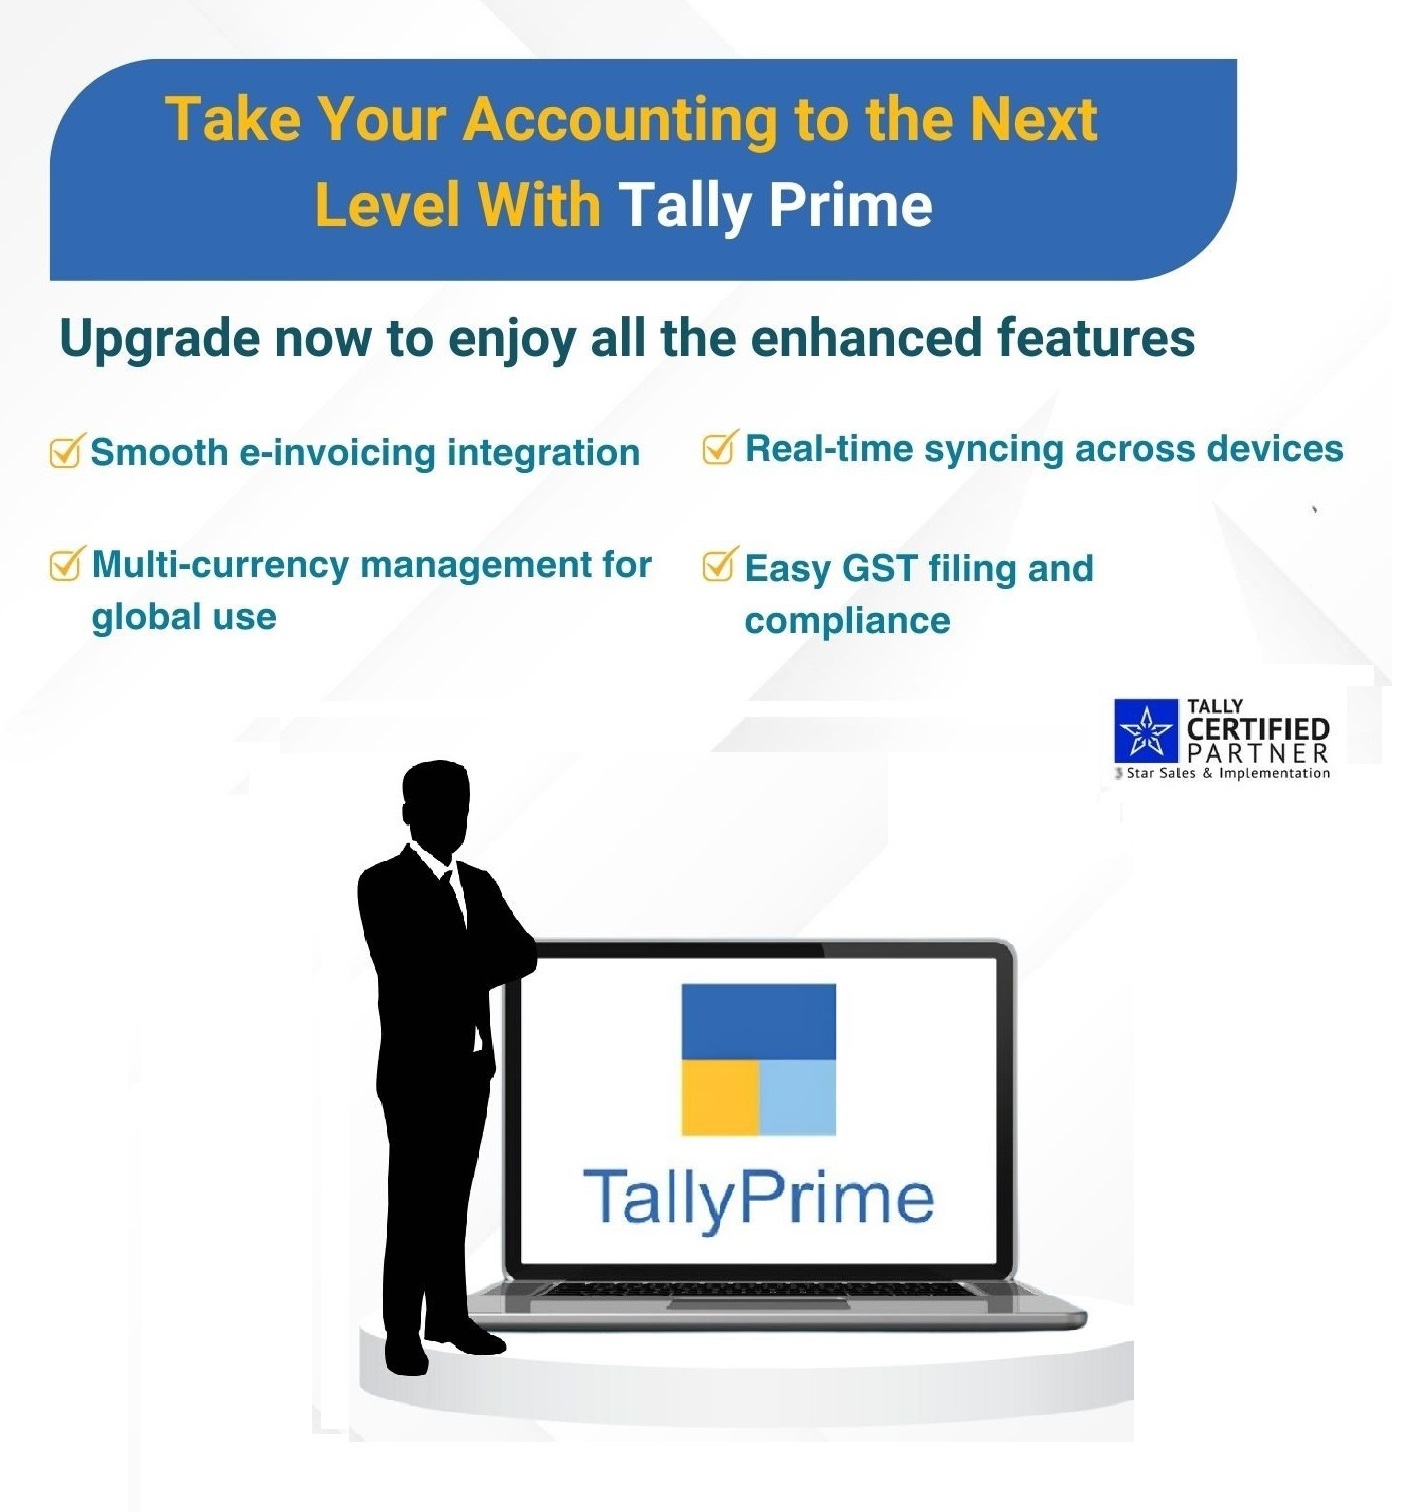 Take Your Accounting to the Next
Level With Tally Prime
Upgrade now to enjoy all the enhanced features
Smooth e-invoicing integration
Real-time syncing across devices
Multi-currency management for
global use
Easy GST filing and
compliance
TALLY
CERTIFIED
PARTNER
3 Star Sales & Implementation
TallyPrime